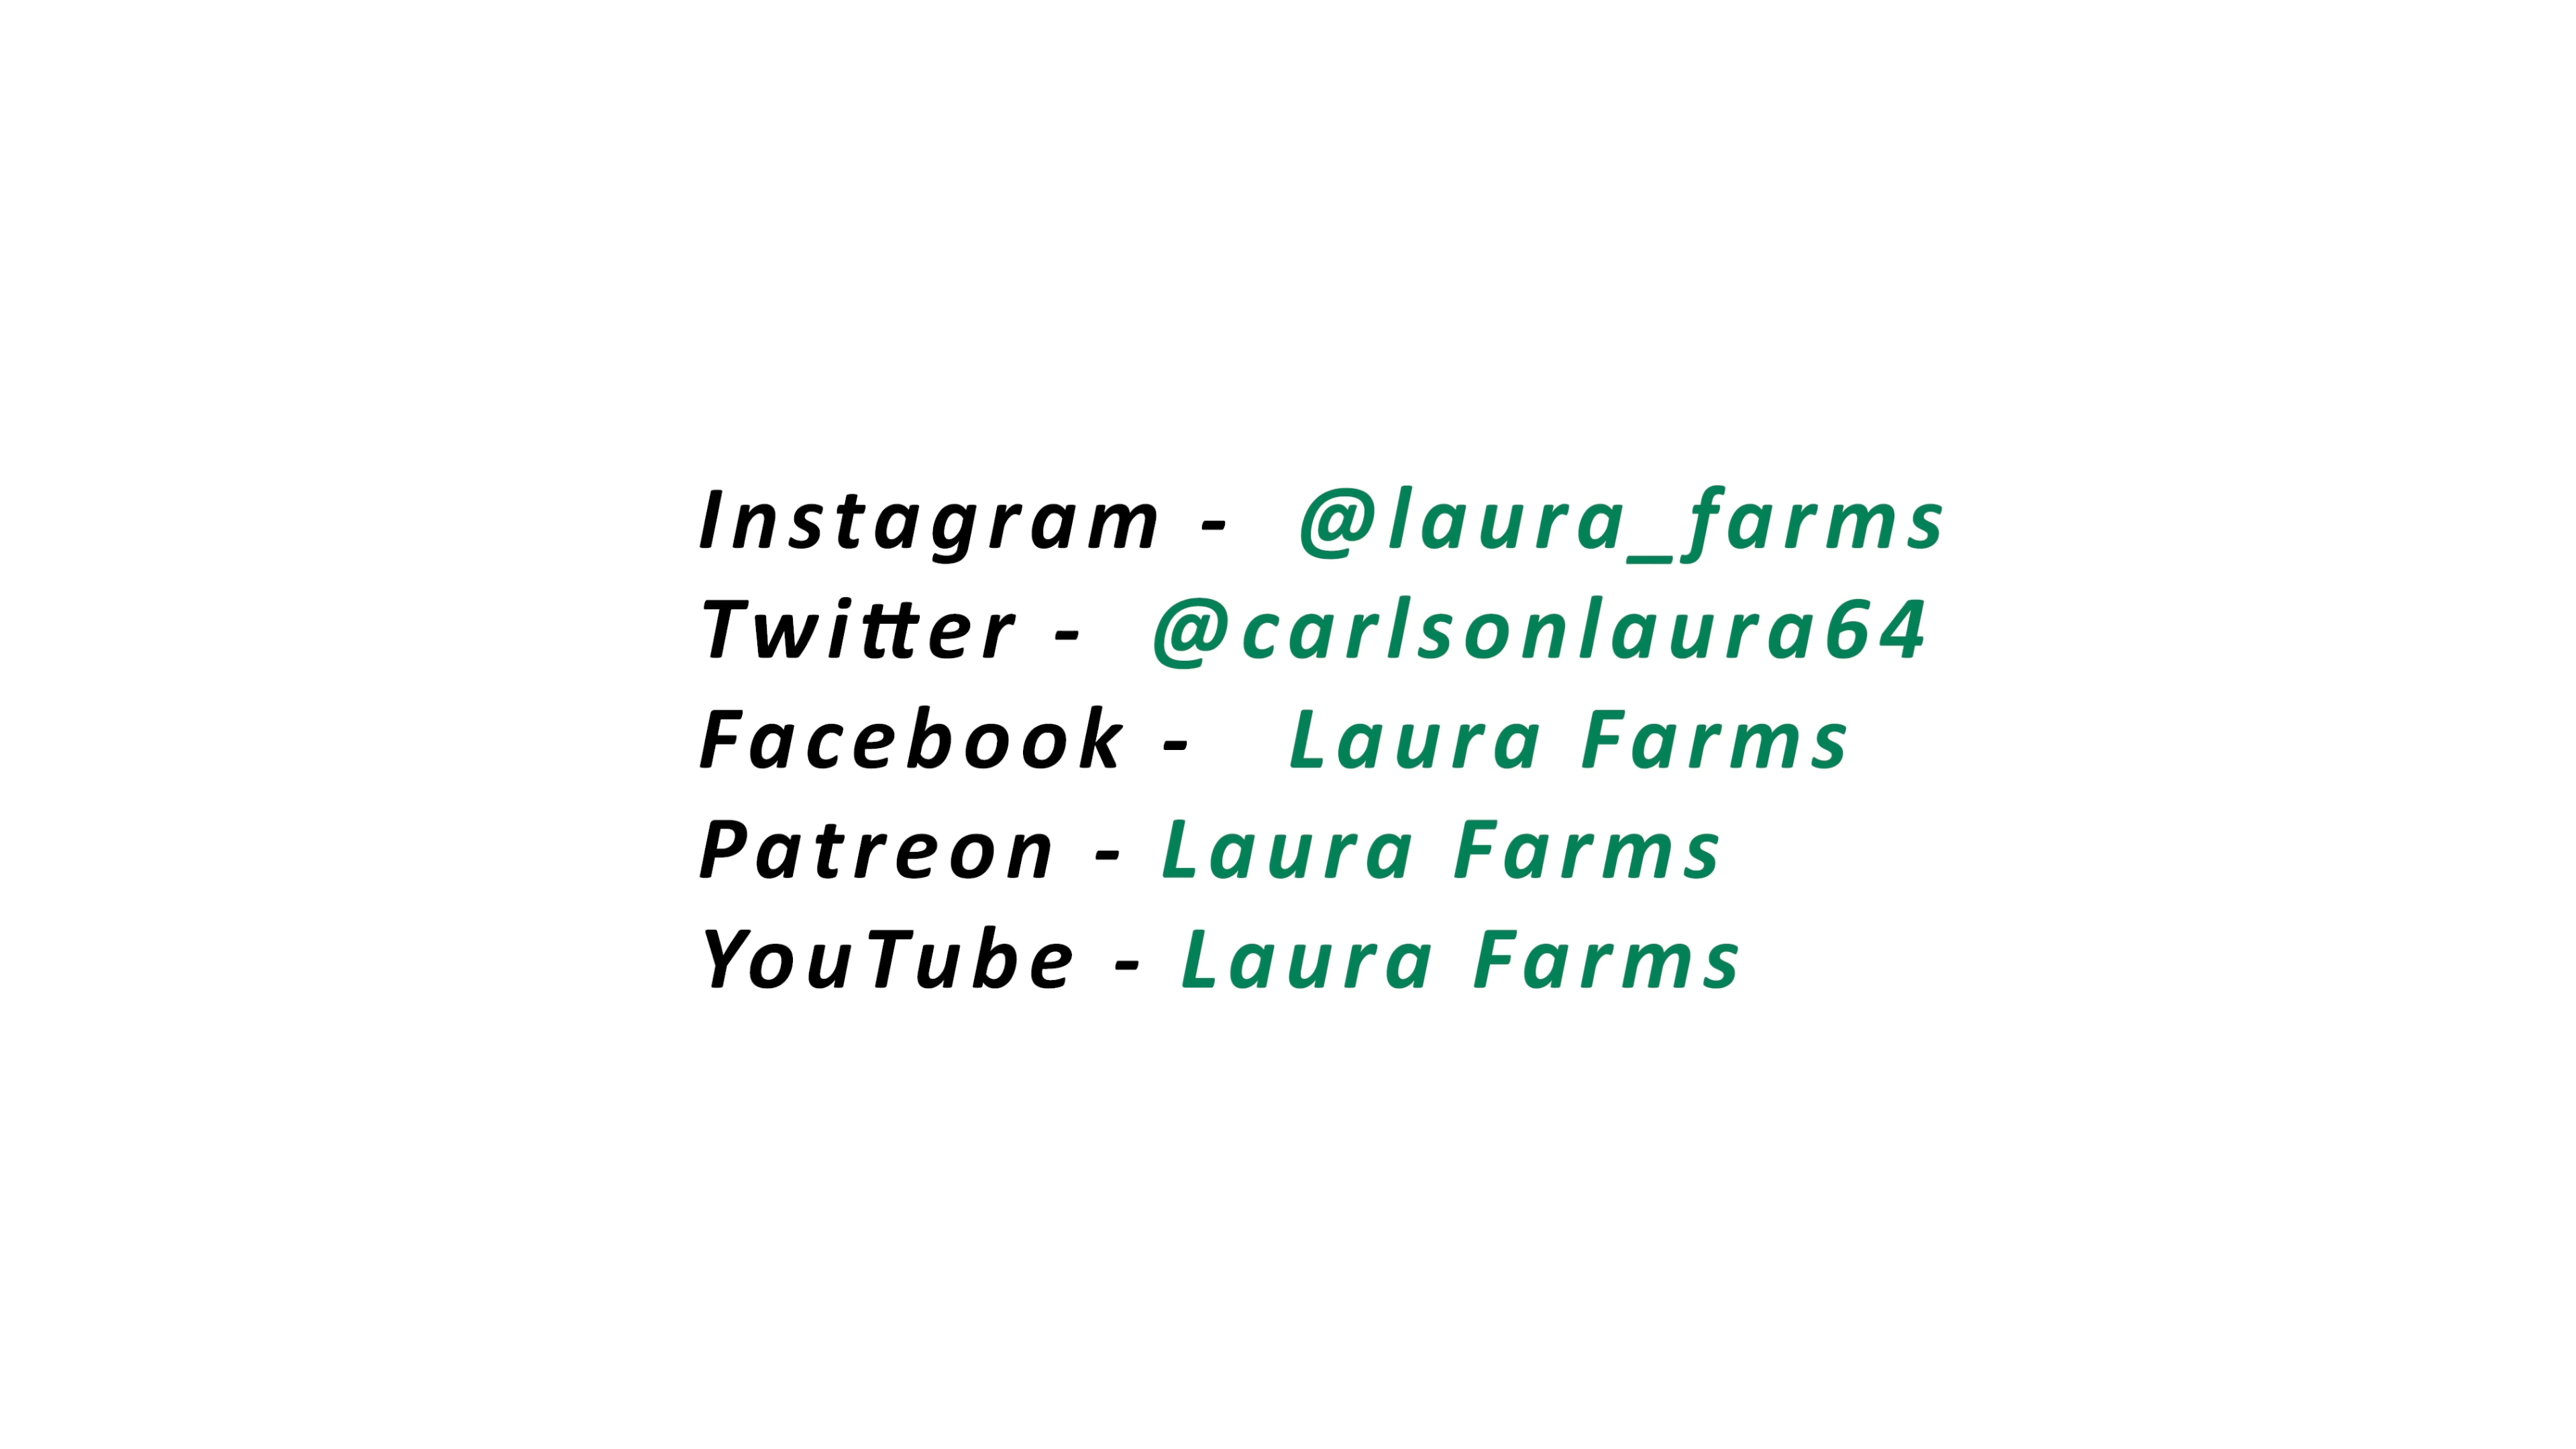 Instagram - @laura_farms
Twitter - @carlsonlaura64
Facebook - Laura Farms
Patreon - Laura Farms
YouTube - Laura Farms